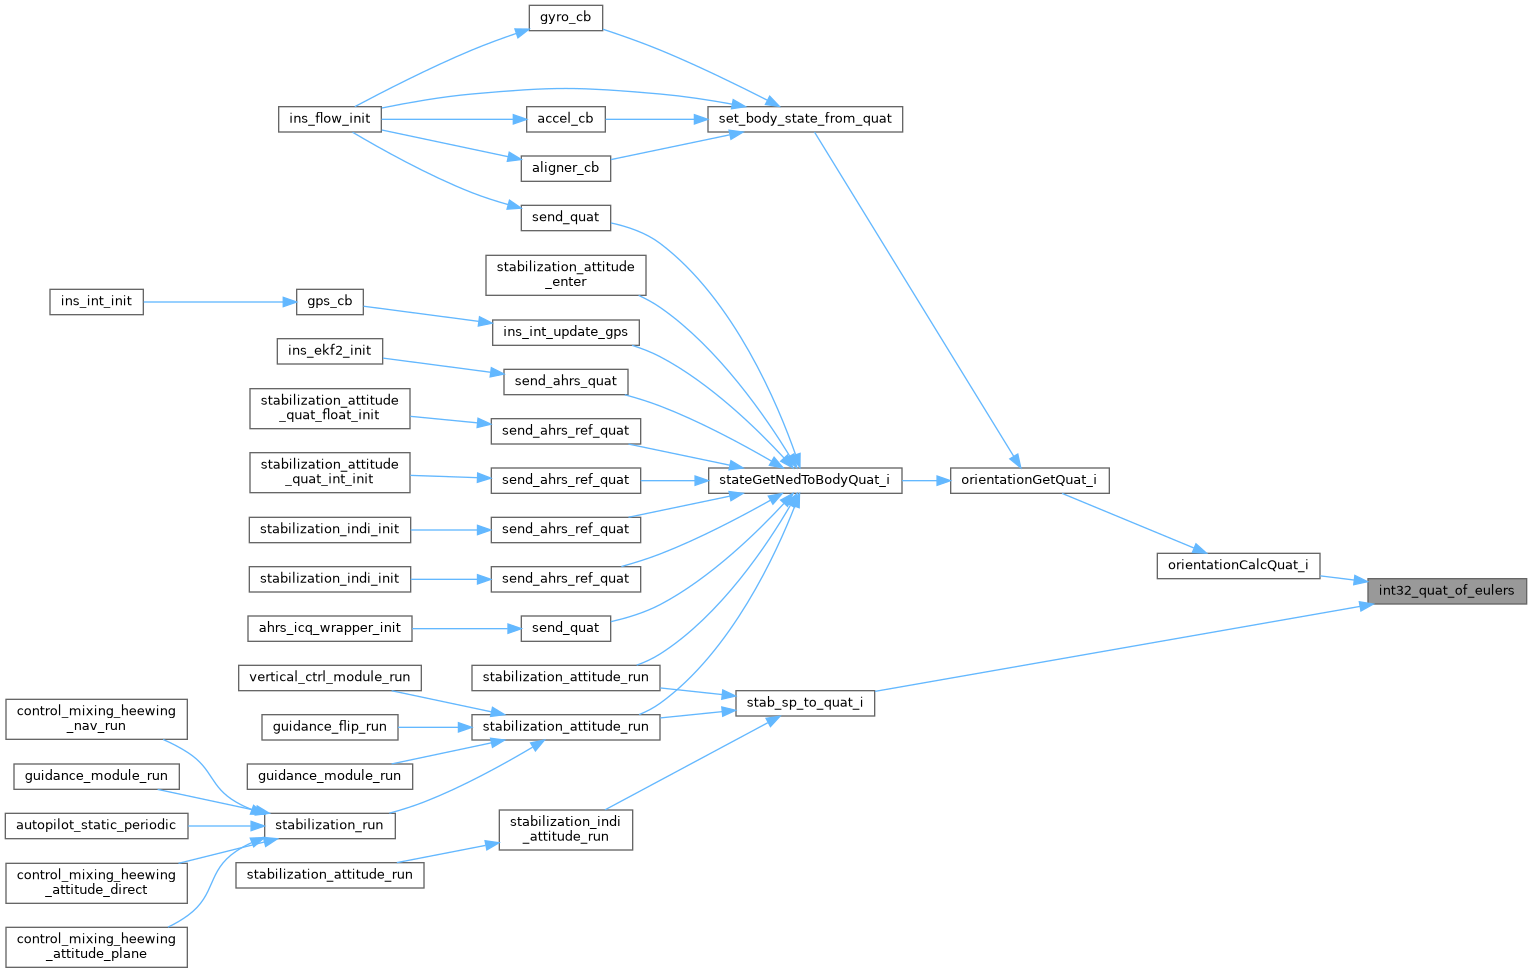 gyro_cb
ins_flow_init
accel_cb
set_body_state_from_quat
aligner_cb
send_quat
stabilization_attitude
_enter
ins_int_init
gps_cb
ins_int_update_gps
ins_ekf2_init
send_ahrs_quat
stabilization_attitude
_quat_float_init
send_ahrs_ref_quat
stabilization_attitude
_quat_int_init
send_ahrs_ref_quat
stateGetNedToBodyQuat_i
orientationGetQuat_i
stabilization_indi_init
send_ahrs_ref_quat
orientationCalcQuat_i
stabilization_indi_init
send_ahrs_ref_quat
int32_quat_of_eulers
ahrs_icq_wrapper_init
send_quat
vertical_ctrl_module_run
stabilization_attitude_run
stab_sp_to_quat_i
control_mixing_heewing
_nav_run
guidance_flip_run
stabilization_attitude_run
guidance_module_run
guidance_module_run
autopilot_static_periodic
stabilization_run
stabilization_indi
_attitude_run
control_mixing_heewing
_attitude_direct
stabilization_attitude_run
control_mixing_heewing
_attitude_plane